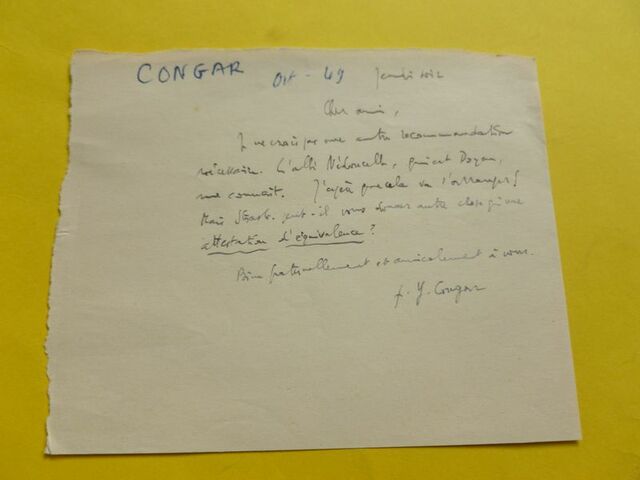 CONGAR Oct - 49 Jeudi soir
Cher ami,
Je ne crois pas une autre recommandation
nécessaire. L'abbé Nédoncelle, qui est Doyen,
me connaît. J'espère que cela va s'arranger!
Mais Strasb. peut-il vous donner autre chose qu'une
attestation d'équivalence ?
Bien fraternellement et amicalement à vous.
f. Y. Congar